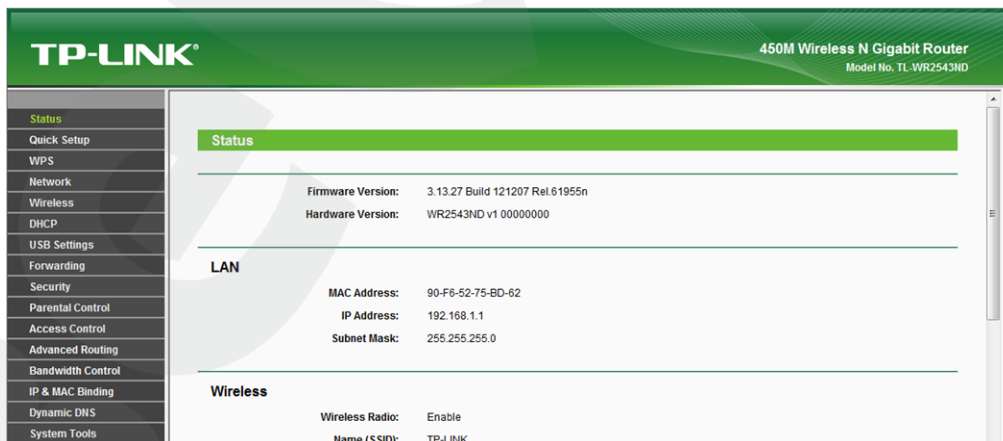 TP-LINK®
450M Wireless N Gigabit Router
Model No. TL-WR2543ND
Status
Quick Setup
WPS
Network
Wireless
DHCP
USB Settings
Forwarding
Security
Parental Control
Access Control
Advanced Routing
Bandwidth Control
IP & MAC Binding
Dynamic DNS
System Tools
Status
Firmware Version: 3.13.27 Build 121207 Rel.61955n
Hardware Version: WR2543ND v1 00000000
LAN
MAC Address: 90-F6-52-75-BD-62
IP Address: 192.168.1.1
Subnet Mask: 255.255.255.0
Wireless
Wireless Radio: Enable
Name (SSID): TP-LINK